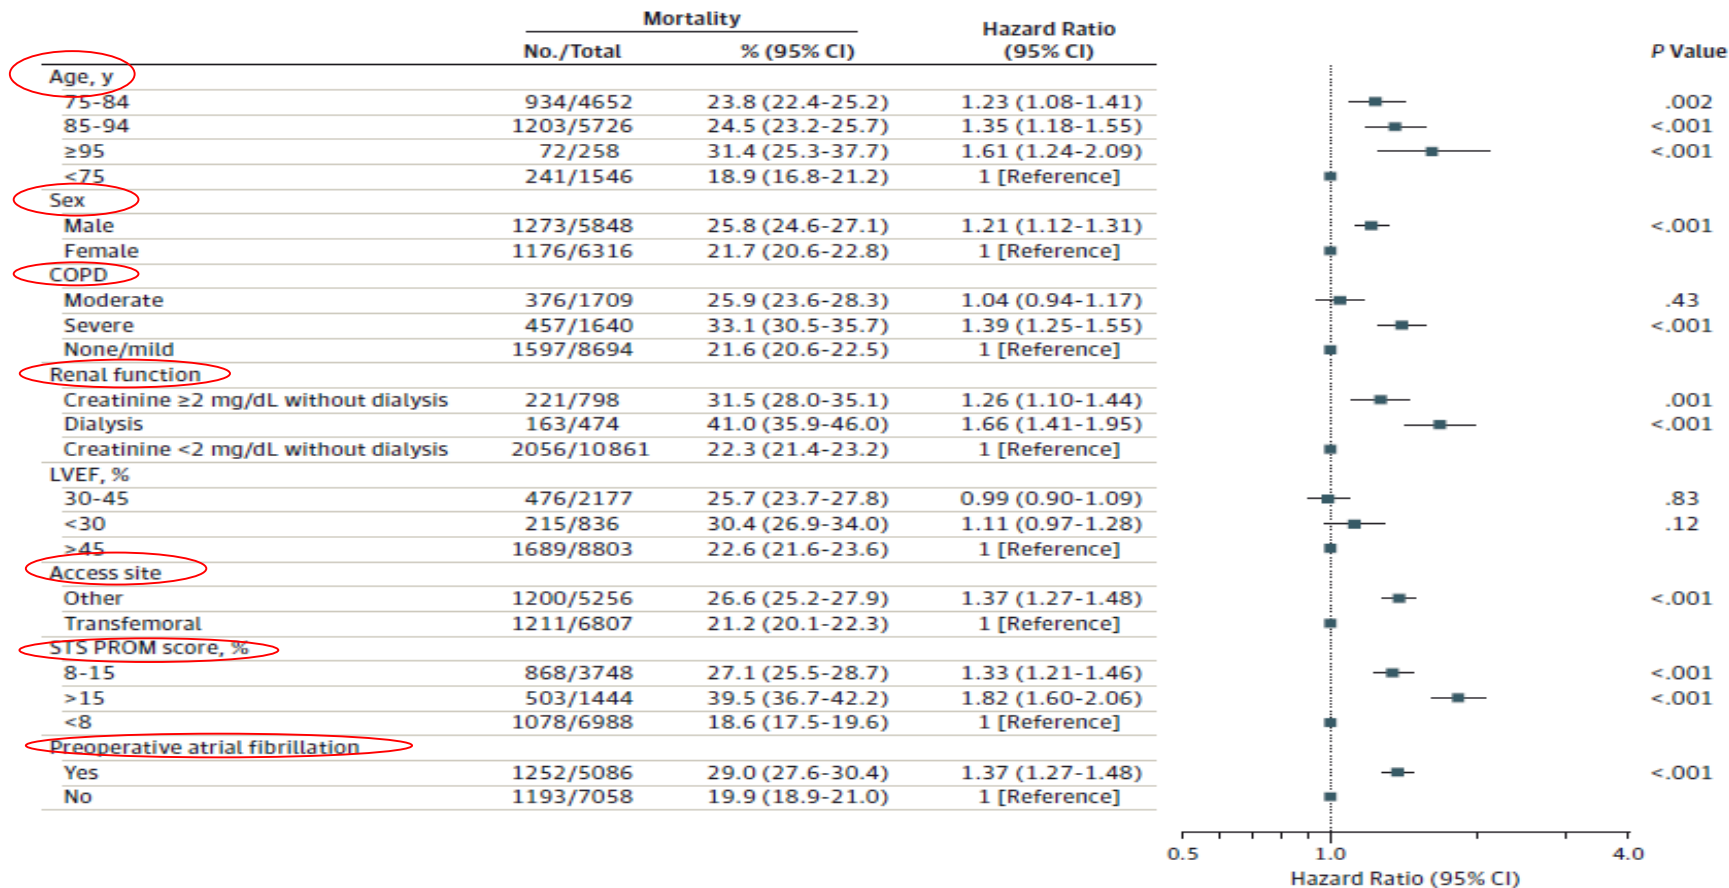 Mortality Hazard Ratio
No./Total % (95% CI) (95% CI) P Value
Age, y
75-84 934/4652 23.8 (22.4-25.2) 1.23 (1.08-1.41) .002
85-94 1203/5726 24.5 (23.2-25.7) 1.35 (1.18-1.55) <.001
≥95 72/258 31.4 (25.3-37.7) 1.61 (1.24-2.09) <.001
<75 241/1546 18.9 (16.8-21.2) 1 [Reference]
Sex
Male 1273/5848 25.8 (24.6-27.1) 1.21 (1.12-1.31) <.001
Female 1176/6316 21.7 (20.6-22.8) 1 [Reference]
COPD
Moderate 376/1709 25.9 (23.6-28.3) 1.04 (0.94-1.17) .43
Severe 457/1640 33.1 (30.5-35.7) 1.39 (1.25-1.55) <.001
None/mild 1597/8694 21.6 (20.6-22.5) 1 [Reference]
Renal function
Creatinine ≥2 mg/dL without dialysis 221/798 31.5 (28.0-35.1) 1.26 (1.10-1.44) .001
Dialysis 163/474 41.0 (35.9-46.0) 1.66 (1.41-1.95) <.001
Creatinine <2 mg/dL without dialysis 2056/10861 22.3 (21.4-23.2) 1 [Reference]
LVEF, %
30-45 476/2177 25.7 (23.7-27.8) 0.99 (0.90-1.09) .83
<30 215/836 30.4 (26.9-34.0) 1.11 (0.97-1.28) .12
>45 1689/8803 22.6 (21.6-23.6) 1 [Reference]
Access site
Other 1200/5256 26.6 (25.2-27.9) 1.37 (1.27-1.48) <.001
Transfemoral 1211/6807 21.2 (20.1-22.3) 1 [Reference]
STS PROM score, %
8-15 868/3748 27.1 (25.5-28.7) 1.33 (1.21-1.46) <.001
>15 503/1444 39.5 (36.7-42.2) 1.82 (1.60-2.06) <.001
<8 1078/6988 18.6 (17.5-19.6) 1 [Reference]
Preoperative atrial fibrillation
Yes 1252/5086 29.0 (27.6-30.4) 1.37 (1.27-1.48) <.001
No 1193/7058 19.9 (18.9-21.0) 1 [Reference]
0.5 1.0 4.0
Hazard Ratio (95% CI)